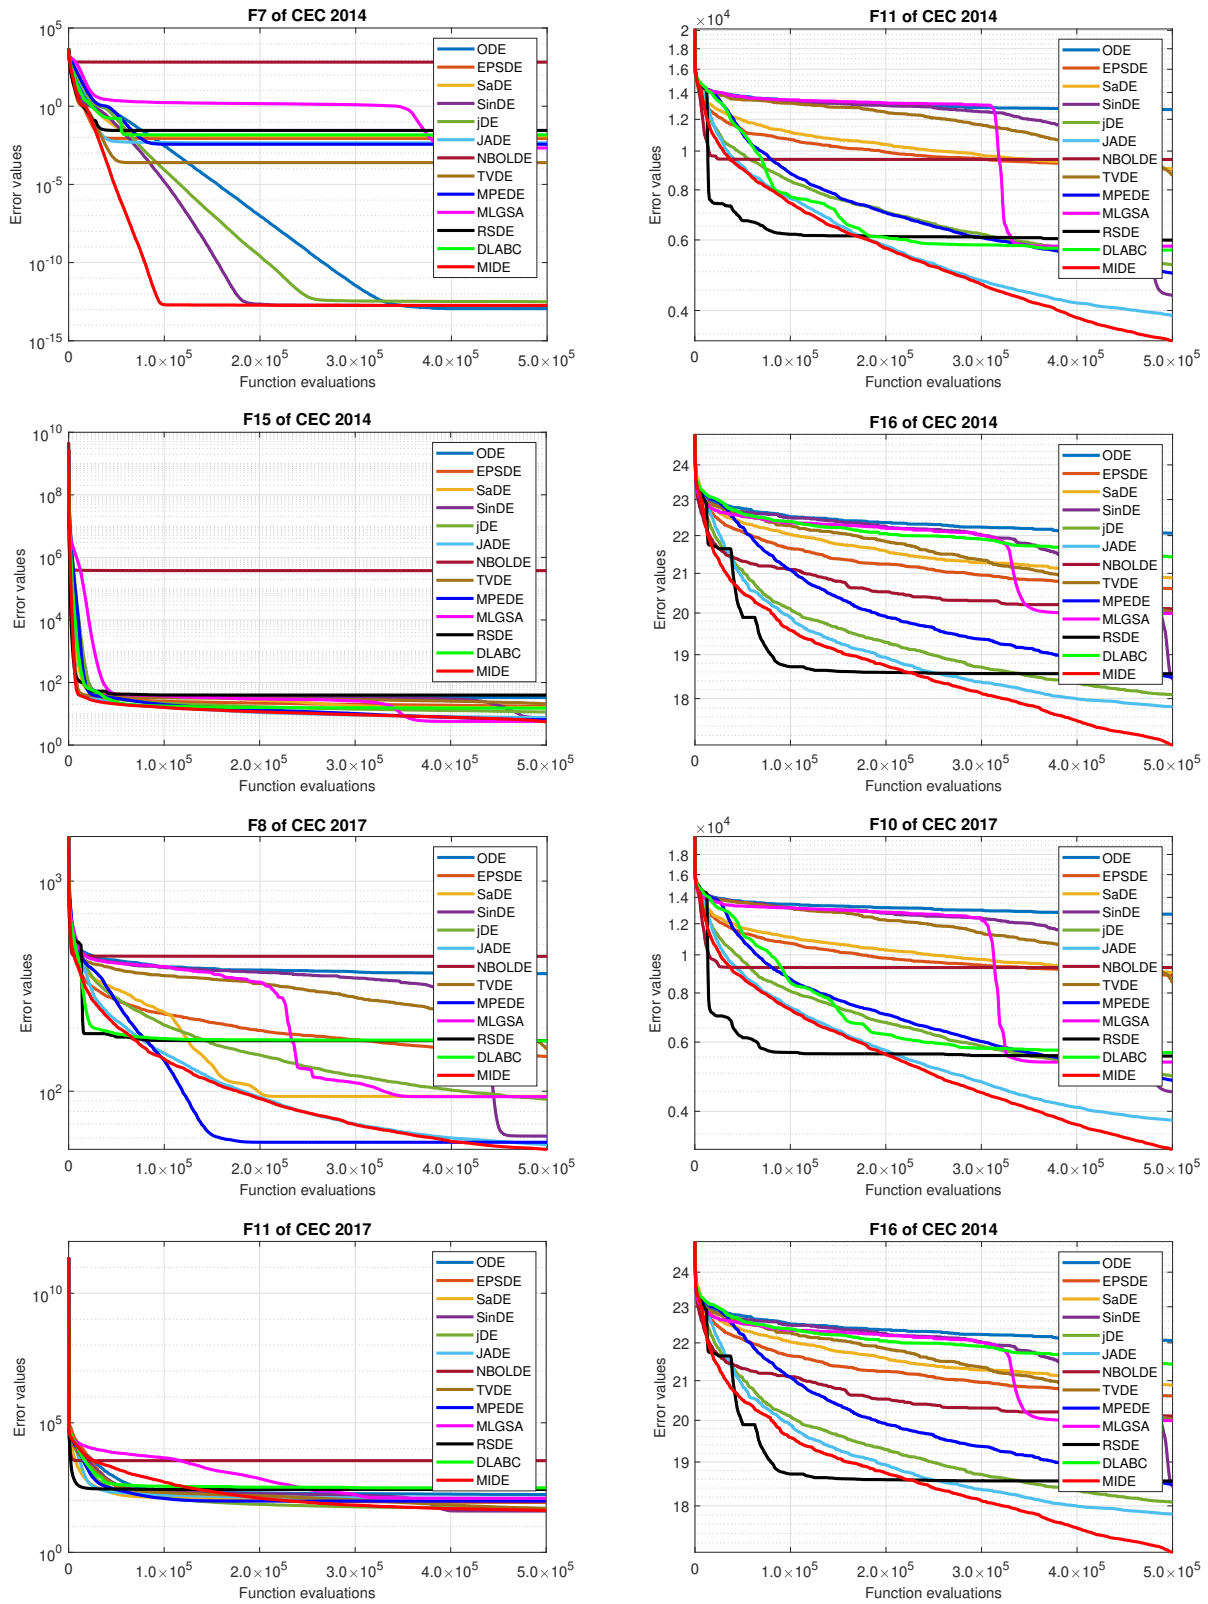 F7 of CEC 2014
10^5
10^0
10^-5
10^-10
10^-15
Error values
0
1.0×10^5
2.0×10^5
3.0×10^5
4.0×10^5
5.0×10^5
Function evaluations
ODE
EPSDE
SaDE
SinDE
jDE
JADE
NBOLDE
TVDE
MPEDE
MLGSA
RSDE
DLABC
MIDE
F11 of CEC 2014
×10^4
2
1.8
1.6
1.4
1.2
1
0.8
0.6
0.4
Error values
0
1.0×10^5
2.0×10^5
3.0×10^5
4.0×10^5
5.0×10^5
Function evaluations
ODE
EPSDE
SaDE
SinDE
jDE
JADE
NBOLDE
TVDE
MPEDE
MLGSA
RSDE
DLABC
MIDE
F15 of CEC 2014
10^10
10^8
10^6
10^4
10^2
10^0
Error values
0
1.0×10^5
2.0×10^5
3.0×10^5
4.0×10^5
5.0×10^5
Function evaluations
ODE
EPSDE
SaDE
SinDE
jDE
JADE
NBOLDE
TVDE
MPEDE
MLGSA
RSDE
DLABC
MIDE
F16 of CEC 2014
24
23
22
21
20
19
18
Error values
0
1.0×10^5
2.0×10^5
3.0×10^5
4.0×10^5
5.0×10^5
Function evaluations
ODE
EPSDE
SaDE
SinDE
jDE
JADE
NBOLDE
TVDE
MPEDE
MLGSA
RSDE
DLABC
MIDE
F8 of CEC 2017
10^3
10^2
Error values
0
1.0×10^5
2.0×10^5
3.0×10^5
4.0×10^5
5.0×10^5
Function evaluations
ODE
EPSDE
SaDE
SinDE
jDE
JADE
NBOLDE
TVDE
MPEDE
MLGSA
RSDE
DLABC
MIDE
F10 of CEC 2017
×10^4
1.8
1.6
1.4
1.2
1
0.8
0.6
0.4
Error values
0
1.0×10^5
2.0×10^5
3.0×10^5
4.0×10^5
5.0×10^5
Function evaluations
ODE
EPSDE
SaDE
SinDE
jDE
JADE
NBOLDE
TVDE
MPEDE
MLGSA
RSDE
DLABC
MIDE
F11 of CEC 2017
10^10
10^5
10^0
Error values
0
1.0×10^5
2.0×10^5
3.0×10^5
4.0×10^5
5.0×10^5
Function evaluations
ODE
EPSDE
SaDE
SinDE
jDE
JADE
NBOLDE
TVDE
MPEDE
MLGSA
RSDE
DLABC
MIDE
F16 of CEC 2014
24
23
22
21
20
19
18
Error values
0
1.0×10^5
2.0×10^5
3.0×10^5
4.0×10^5
5.0×10^5
Function evaluations
ODE
EPSDE
SaDE
SinDE
jDE
JADE
NBOLDE
TVDE
MPEDE
MLGSA
RSDE
DLABC
MIDE